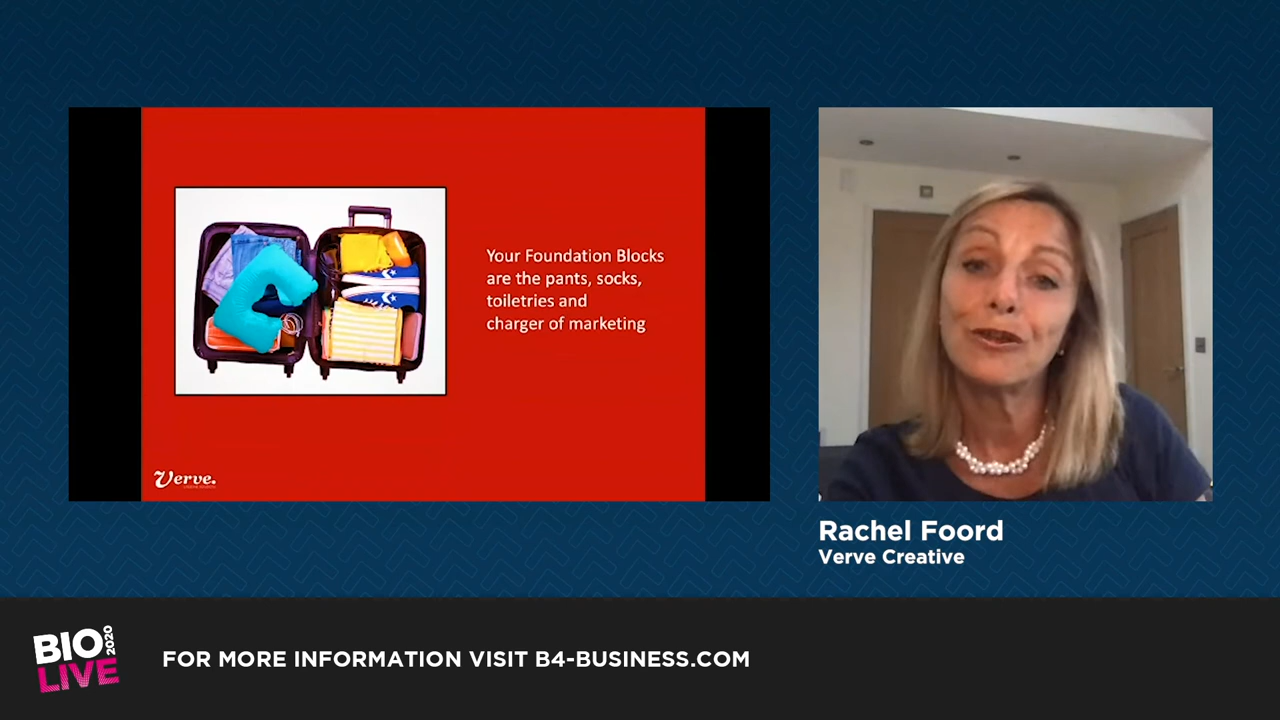 Your Foundation Blocks
are the pants, socks,
toiletries and
charger of marketing
Verve.
Rachel Foord
Verve Creative
BIO
2020
LIVE
FOR MORE INFORMATION VISIT B4-BUSINESS.COM